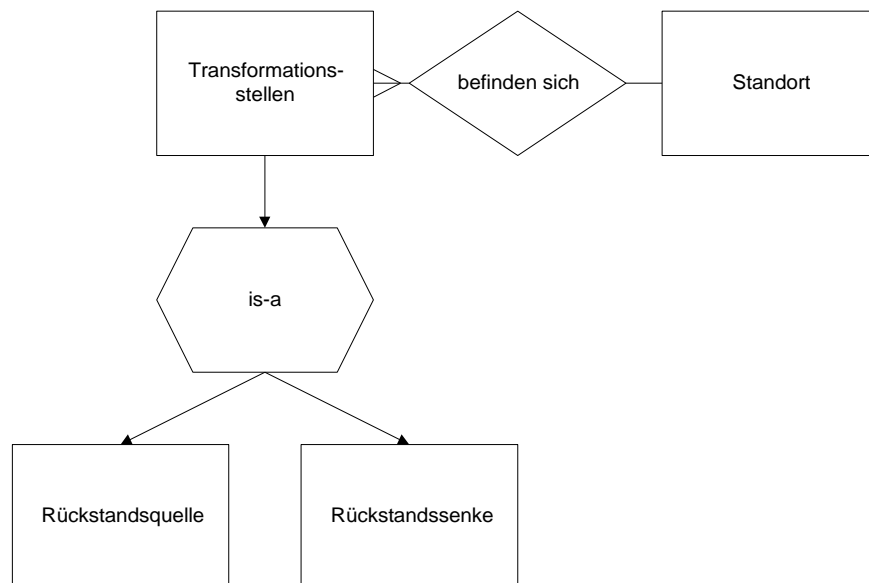 Transformations-
stellen
befinden sich
Standort
is-a
Rückstandsquelle
Rückstandssenke